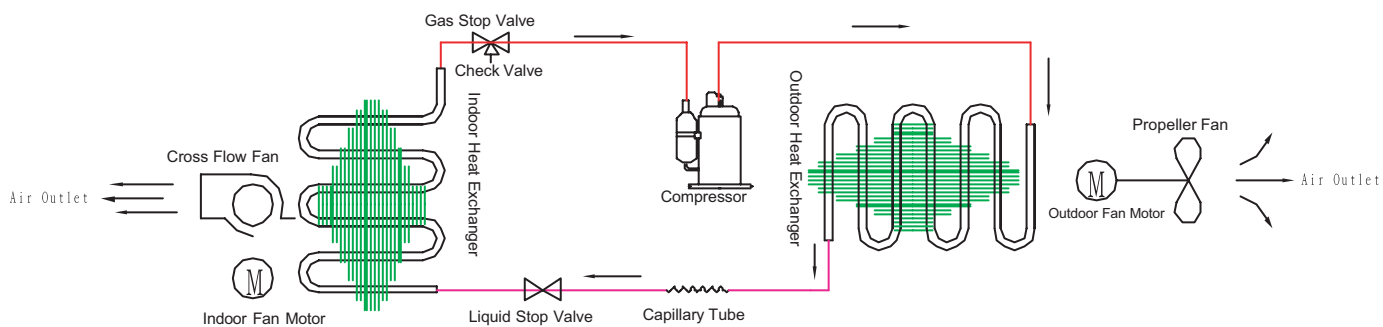 Gas Stop Valve
Check Valve
Indoor Heat Exchanger
Outdoor Heat Exchanger
Cross Flow Fan
Air Outlet
M
Indoor Fan Motor
Compressor
Propeller Fan
M
Outdoor Fan Motor
Air Outlet
Liquid Stop Valve
Capillary Tube